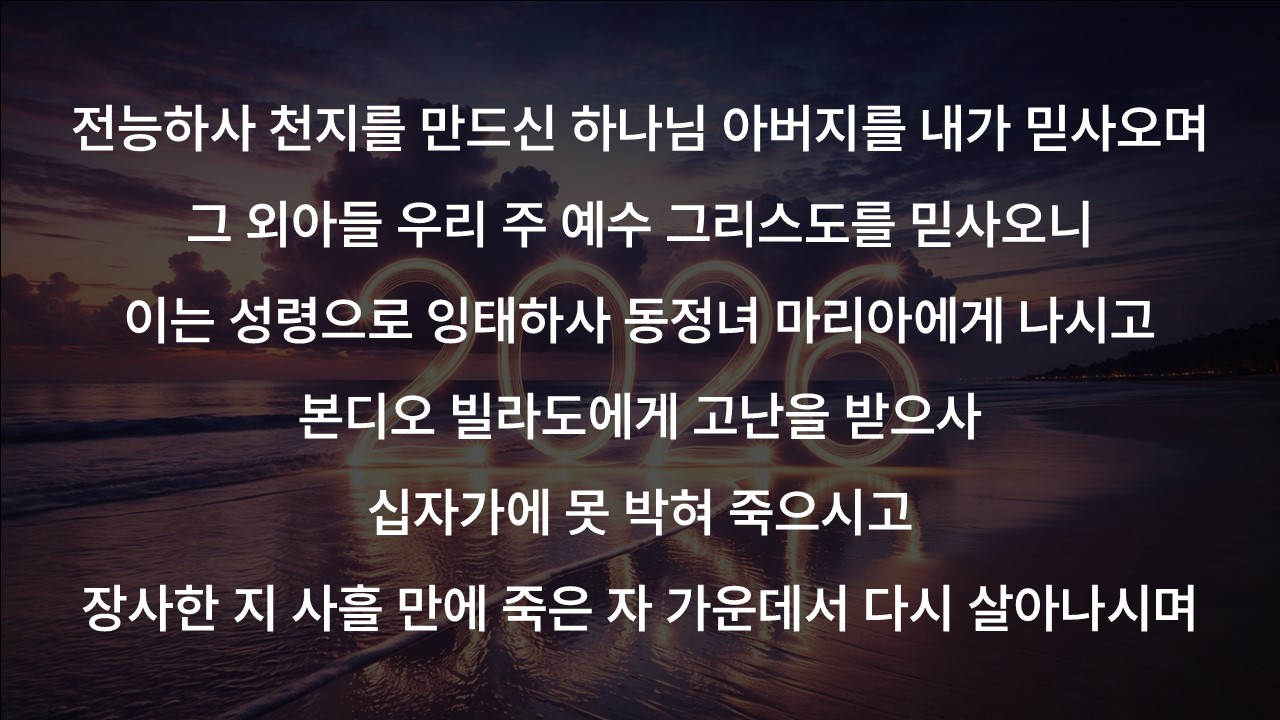 전능하사 천지를 만드신 하나님 아버지를 내가 믿사오며
그 외아들 우리 주 예수 그리스도를 믿사오니
이는 성령으로 잉태하사 동정녀 마리아에게 나시고
2026
본디오 빌라도에게 고난을 받으사
십자가에 못 박혀 죽으시고
장사한 지 사흘 만에 죽은 자 가운데서 다시 살아나시며